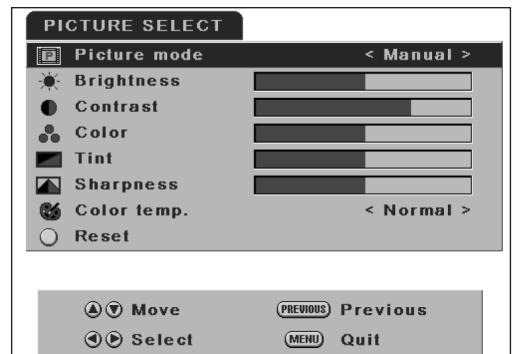 PICTURE SELECT
P Picture mode < Manual >
Brightness
Contrast
Color
Tint
Sharpness
Color temp. < Normal >
Reset
Move PREVIOUS Previous
Select MENU Quit